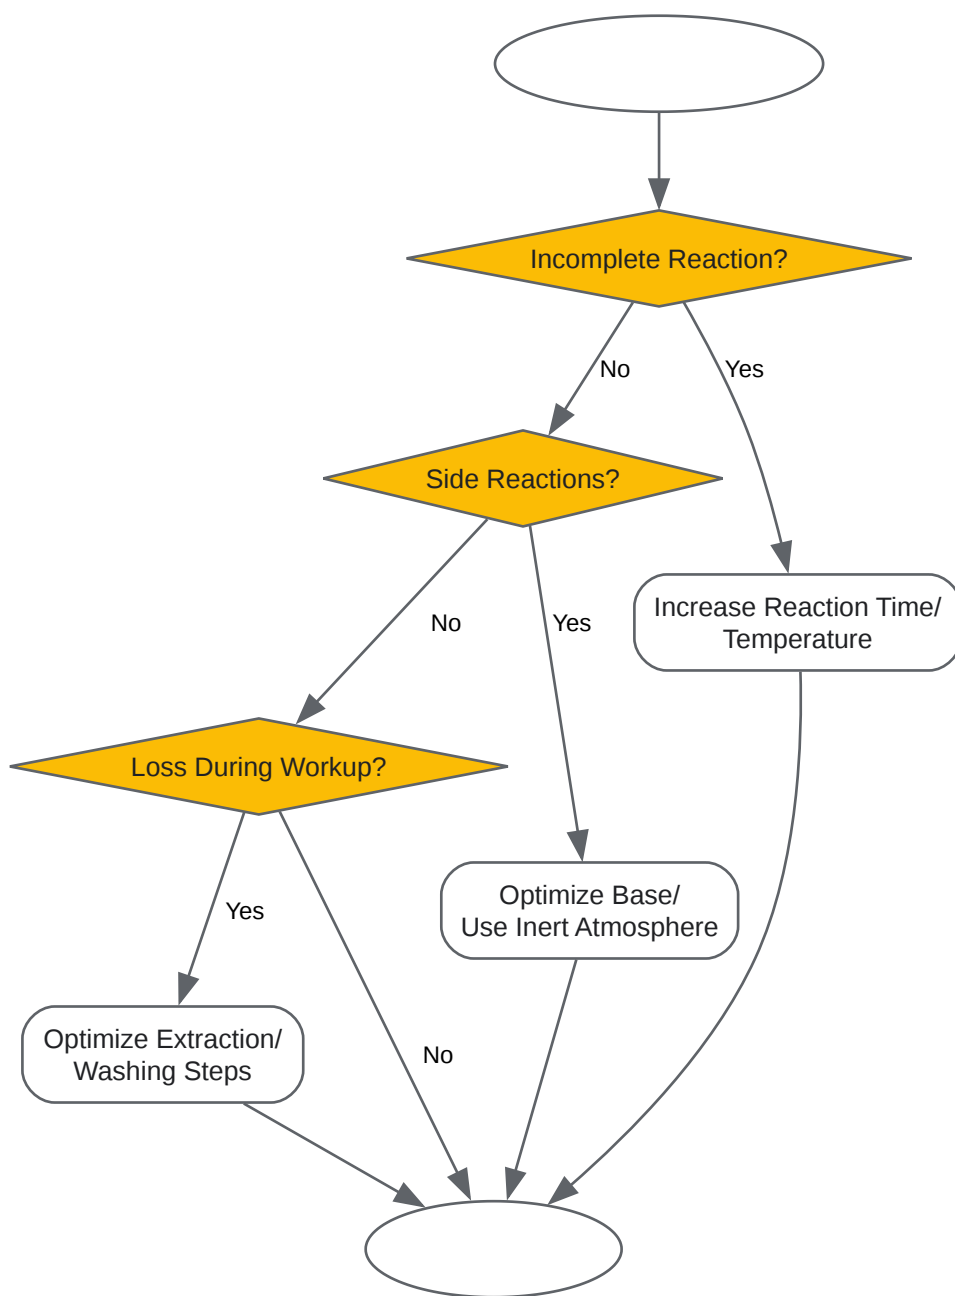 Incomplete Reaction?
No
Yes
Side Reactions?
Increase Reaction Time/
Temperature
No
Yes
Loss During Workup?
Optimize Base/
Use Inert Atmosphere
Yes
Optimize Extraction/
Washing Steps
No